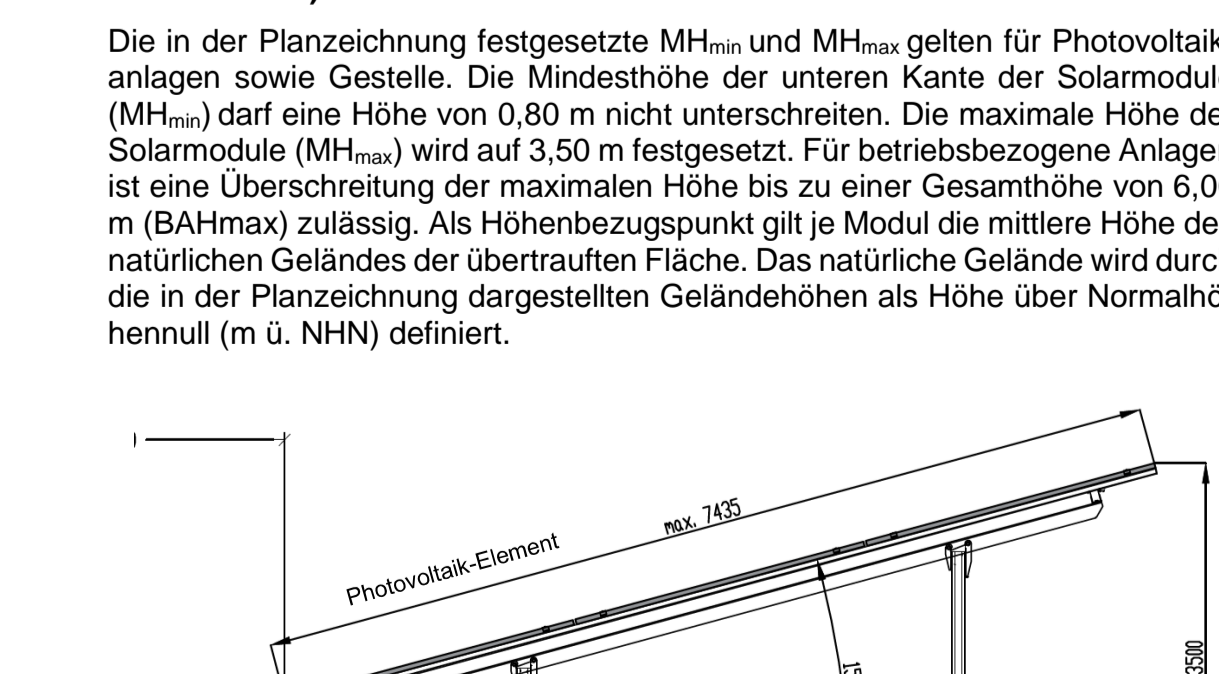 Die in der Planzeichnung festgesetzte MHmin und MHmax gelten für Photovoltaik
anlagen sowie Gestelle. Die Mindesthöhe der unteren Kante der Solarmodul
(MHmin) darf eine Höhe von 0,80 m nicht unterschreiten. Die maximale Höhe de
Solarmodule (MHmax) wird auf 3,50 m festgesetzt. Für betriebsbezogene Anlagen
ist eine Überschreitung der maximalen Höhe bis zu einer Gesamthöhe von 6,0
m (BAHmax) zulässig. Als Höhenbezugspunkt gilt je Modul die mittlere Höhe de
natürlichen Geländes der übertrauften Fläche. Das natürliche Gelände wird durc
die in der Planzeichnung dargestellten Geländehöhen als Höhe über Normalhö
hennull (m ü. NHN) definiert.
max. 7435
Photovoltaik-Element
3500
15